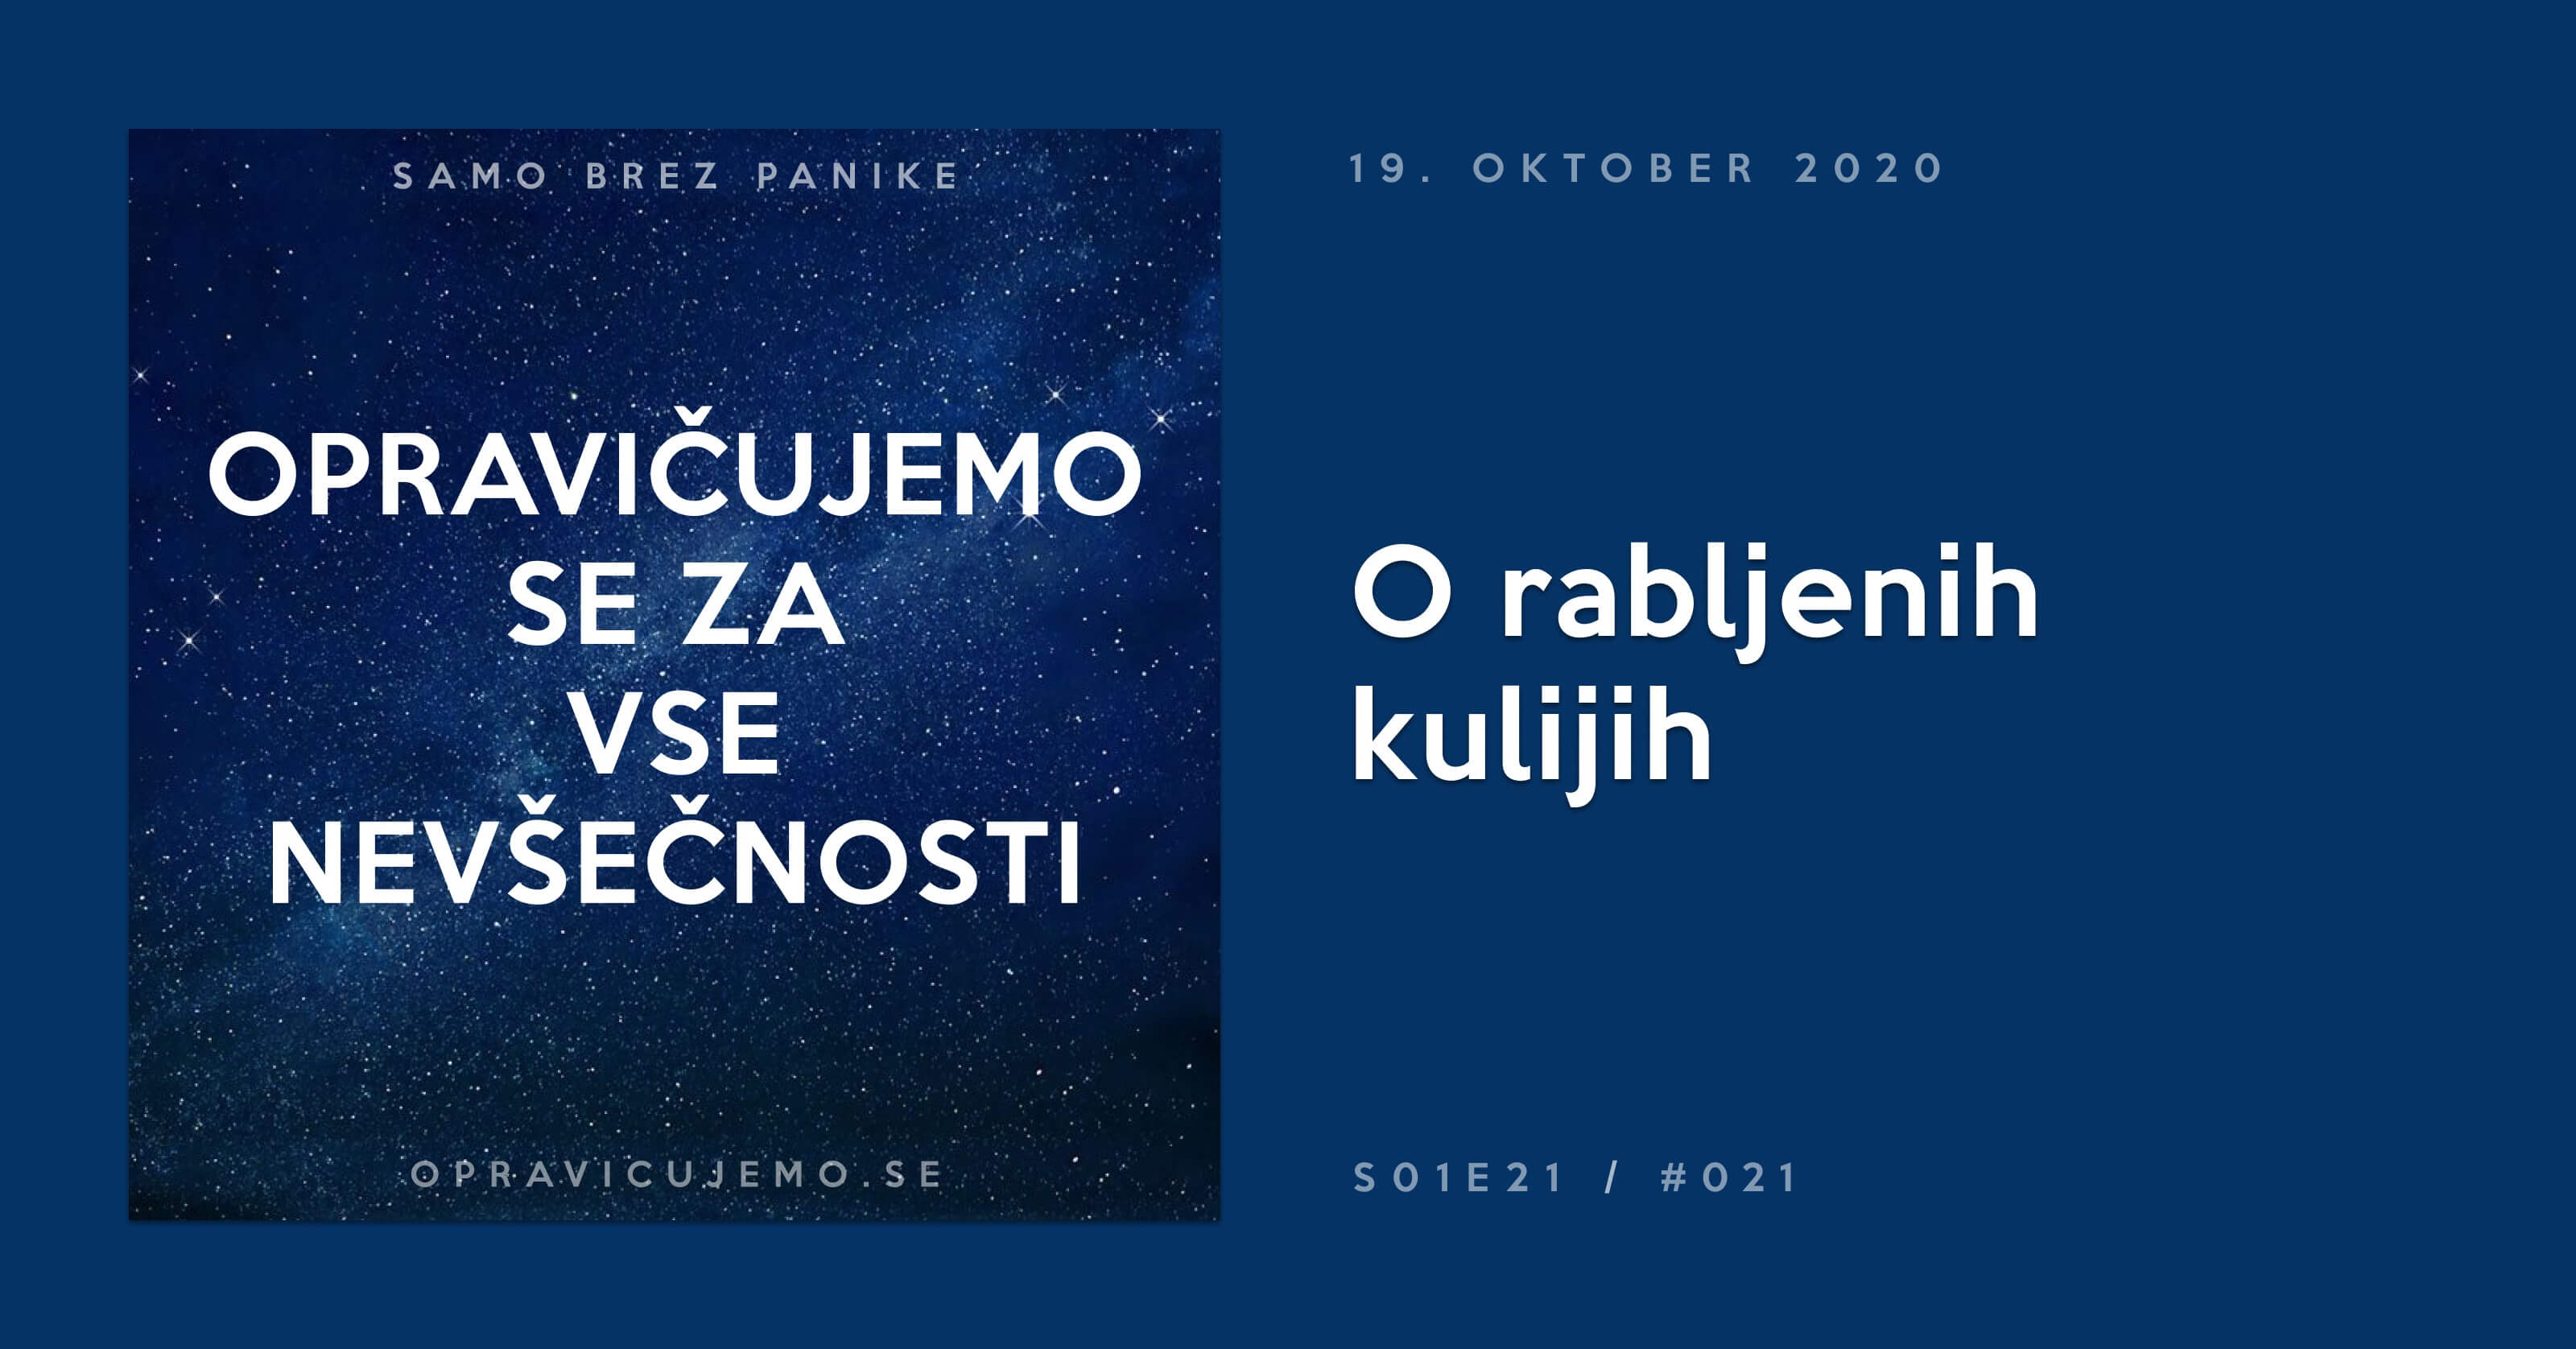 SAMO BREZ PANIKE
OPRAVIČUJEMO
SE ZA
VSE
NEVŠEČNOSTI
OPRAVICUJEMO.SE
19. OKTOBER 2020
O rabljenih
kulijih
S01E21 / #021